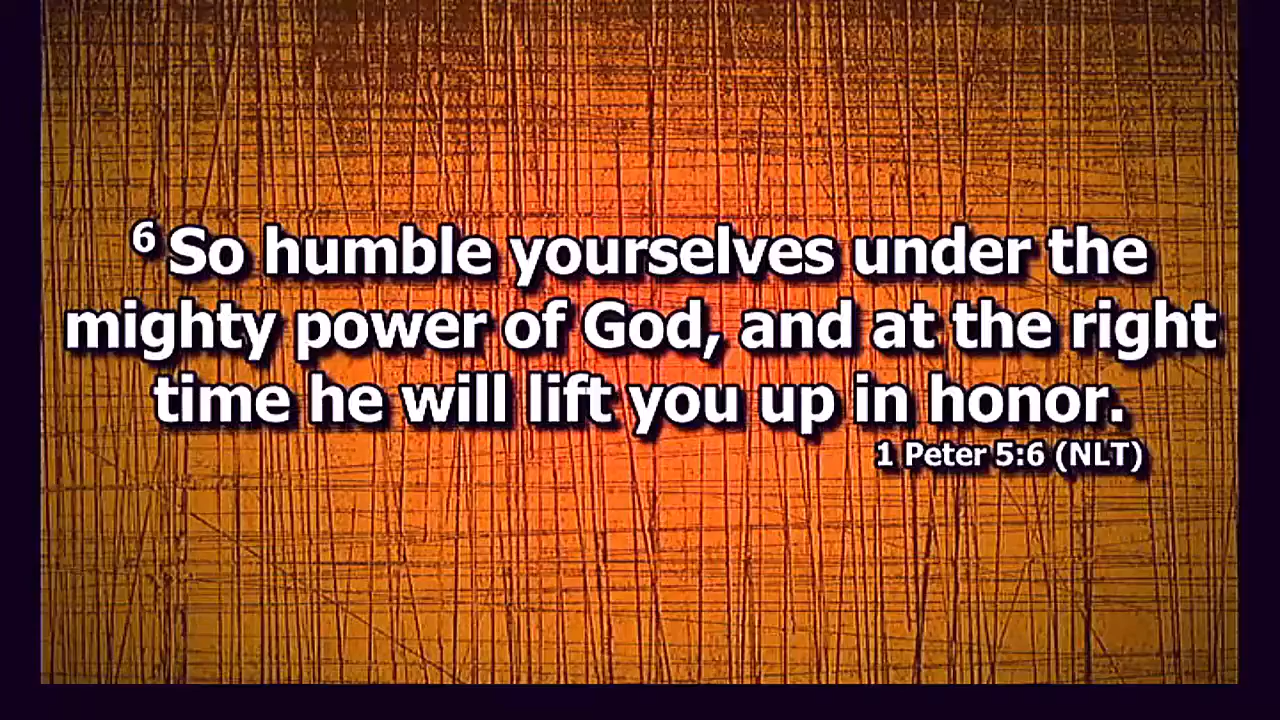 6 So humble yourselves under the
mighty power of God, and at the right
time he will lift you up in honor.
1 Peter 5:6 (NLT)